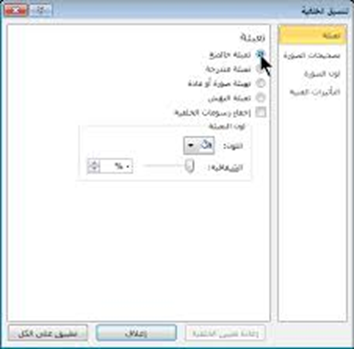 تنسيق الخلفية
تعبئة
تصحيحات الصورة
لون الصورة
التأثيرات الفنية
تعبئة
تعبئة خالصة
تعبئة متدرجة
تعبئة صورة أو مادة
تعبئة النقش
إخفاء رسومات الخلفية
لون التعبئة
اللون:
الشفافية:
%
إعادة تعيين الخلفية
إغلاق
تطبيق على الكل